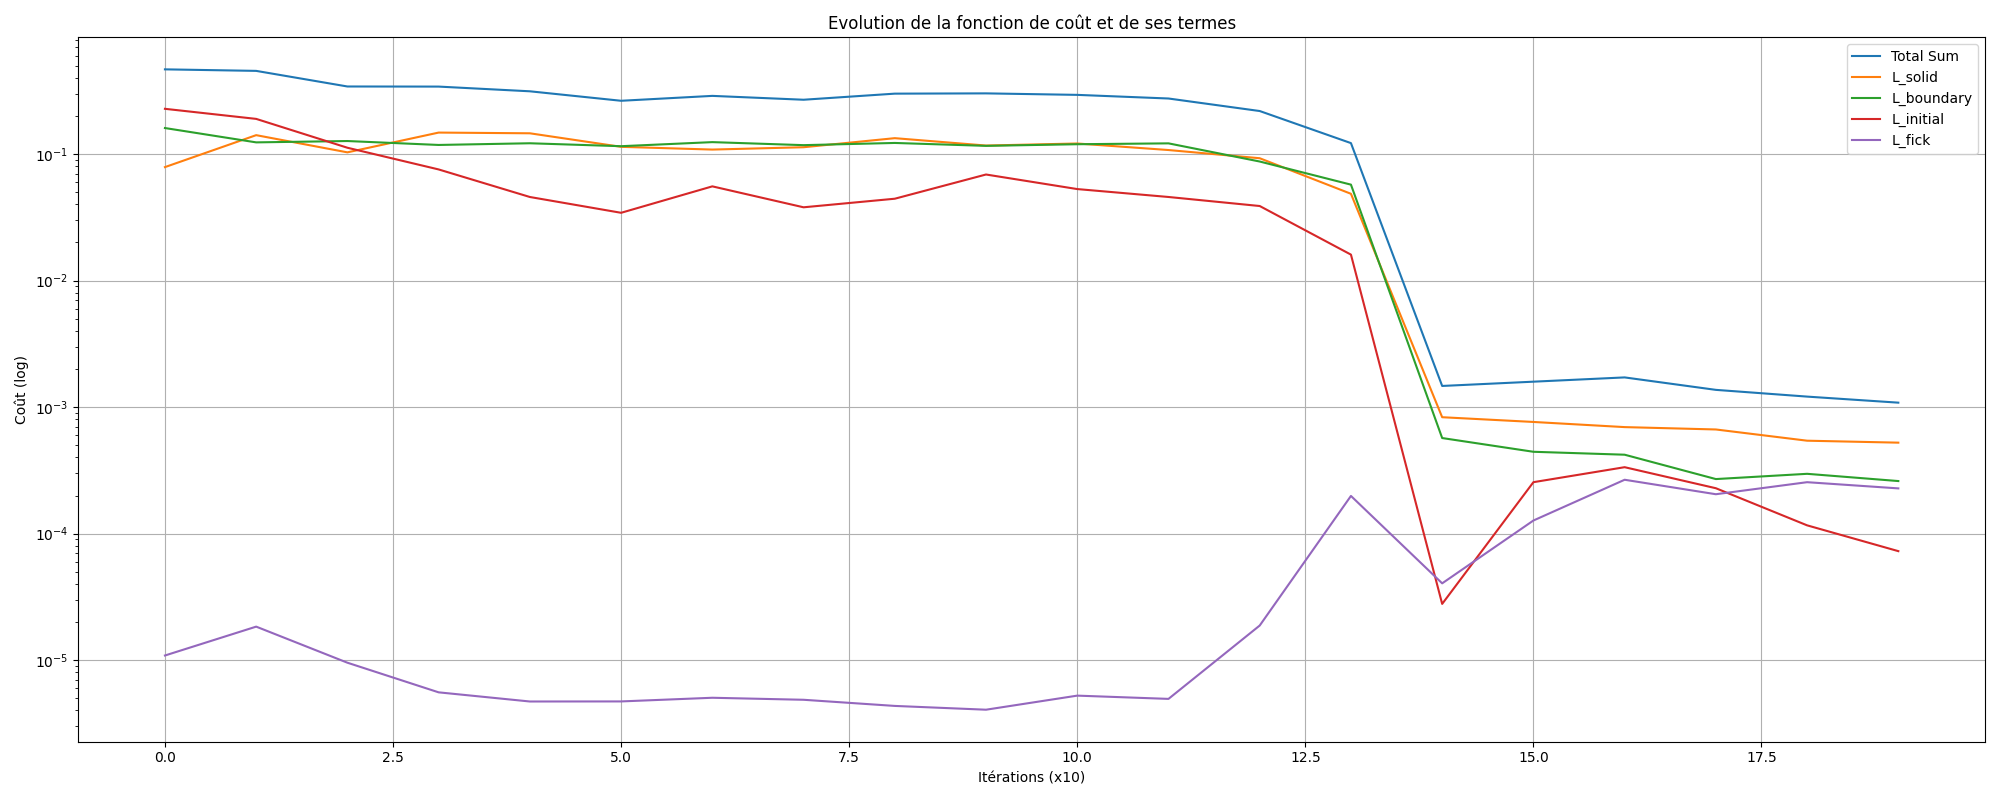 Evolution de la fonction de coût et de ses termes
Total Sum
L_solid
L_boundary
L_initial
L_fick
Coût (log)
10⁻¹
10⁻²
10⁻³
10⁻⁴
10⁻⁵
0.0 2.5 5.0 7.5 10.0 12.5 15.0 17.5
Itérations (x10)